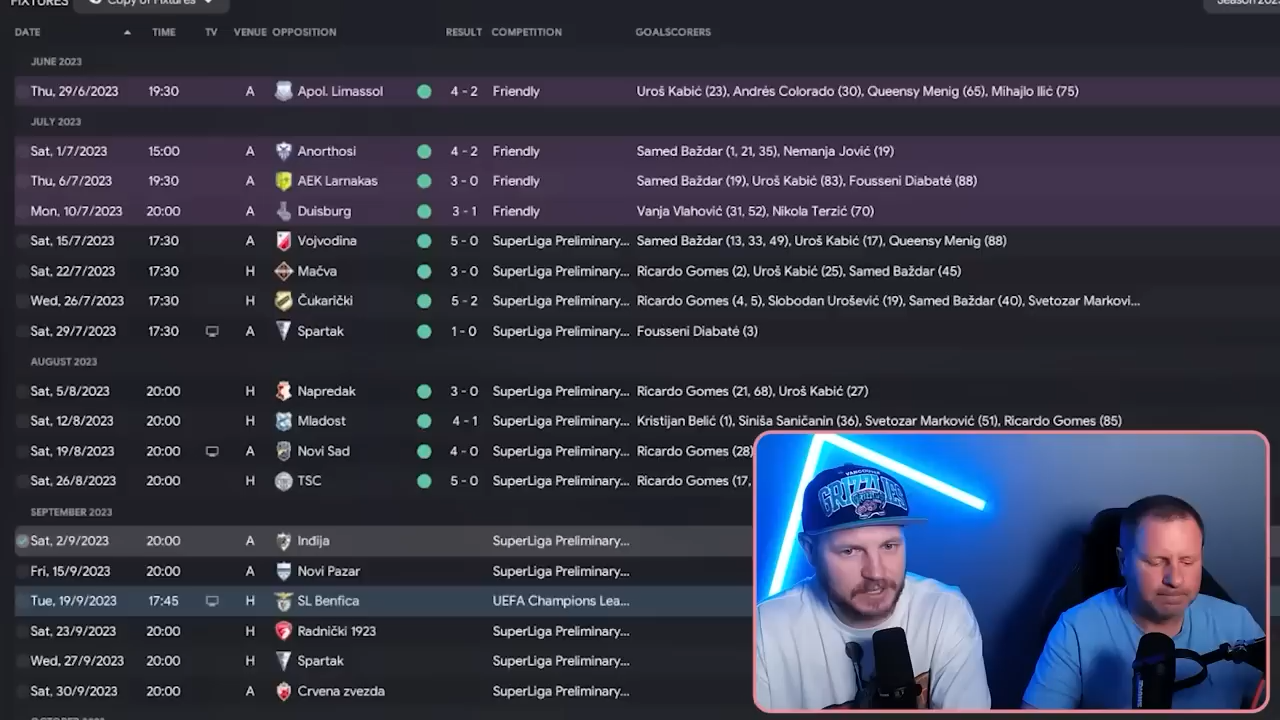 FIXTURES Copy of Fixtures
DATE TIME TV VENUE OPPOSITION RESULT COMPETITION GOALSCORERS
JUNE 2023
Thu, 29/6/2023 19:30 A Apol. Limassol 4 - 2 Friendly Uroš Kabić (23), Andrés Colorado (30), Queensy Menig (65), Mihajlo Ilić (75)
JULY 2023
Sat, 1/7/2023 15:00 A Anorthosi 4 - 2 Friendly Samed Baždar (1, 21, 35), Nemanja Jović (19)
Thu, 6/7/2023 19:30 A AEK Larnakas 3 - 0 Friendly Samed Baždar (19), Uroš Kabić (83), Fousseni Diabaté (88)
Mon, 10/7/2023 20:00 A Duisburg 3 - 1 Friendly Vanja Vlahović (31, 52), Nikola Terzić (70)
Sat, 15/7/2023 17:30 A Vojvodina 5 - 0 SuperLiga Preliminary... Samed Baždar (13, 33, 49), Uroš Kabić (17), Queensy Menig (88)
Sat, 22/7/2023 17:30 H Mačva 3 - 0 SuperLiga Preliminary... Ricardo Gomes (2), Uroš Kabić (25), Samed Baždar (45)
Wed, 26/7/2023 17:30 H Čukarički 5 - 2 SuperLiga Preliminary... Ricardo Gomes (4, 5), Slobodan Urošević (19), Samed Baždar (40), Svetozar Markovi...
Sat, 29/7/2023 17:30 A Spartak 1 - 0 SuperLiga Preliminary... Fousseni Diabaté (3)
AUGUST 2023
Sat, 5/8/2023 20:00 H Napredak 3 - 0 SuperLiga Preliminary... Ricardo Gomes (21, 68), Uroš Kabić (27)
Sat, 12/8/2023 20:00 H Mladost 4 - 1 SuperLiga Preliminary... Kristijan Belić (1), Siniša Saničanin (36), Svetozar Marković (51), Ricardo Gomes (85)
Sat, 19/8/2023 20:00 A Novi Sad 4 - 0 SuperLiga Preliminary... Ricardo Gomes (28)
Sat, 26/8/2023 20:00 H TSC 5 - 0 SuperLiga Preliminary... Ricardo Gomes (17,
SEPTEMBER 2023
Sat, 2/9/2023 20:00 A Inđija SuperLiga Preliminary...
Fri, 15/9/2023 20:00 A Novi Pazar SuperLiga Preliminary...
Tue, 19/9/2023 17:45 H SL Benfica UEFA Champions Lea...
Sat, 23/9/2023 20:00 H Radnički 1923 SuperLiga Preliminary...
Wed, 27/9/2023 20:00 H Spartak SuperLiga Preliminary...
Sat, 30/9/2023 20:00 A Crvena zvezda SuperLiga Preliminary...
VANCOUVER
GRIZZLIES